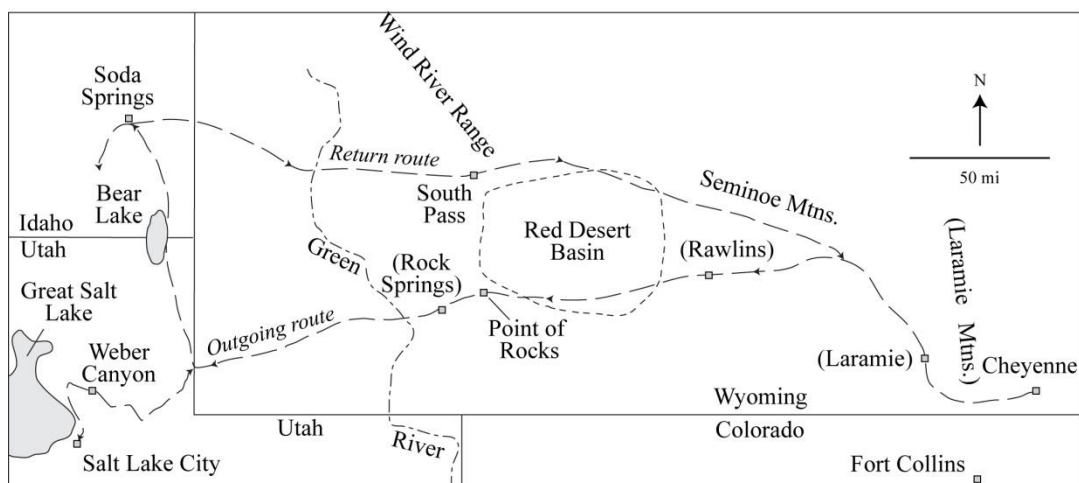 Soda
Springs
Wind River Range
N
50 mi
Return route
South
Pass
Seminoe Mtns.
Bear
Lake
Idaho
Utah
Red Desert
Basin
(Rawlins)
(Laramie Mtns.)
Green
(Rock
Springs)
Great Salt
Lake
Outgoing route
Point of
Rocks
Weber
Canyon
(Laramie)
Cheyenne
Wyoming
Utah
Colorado
River
Salt Lake City
Fort Collins